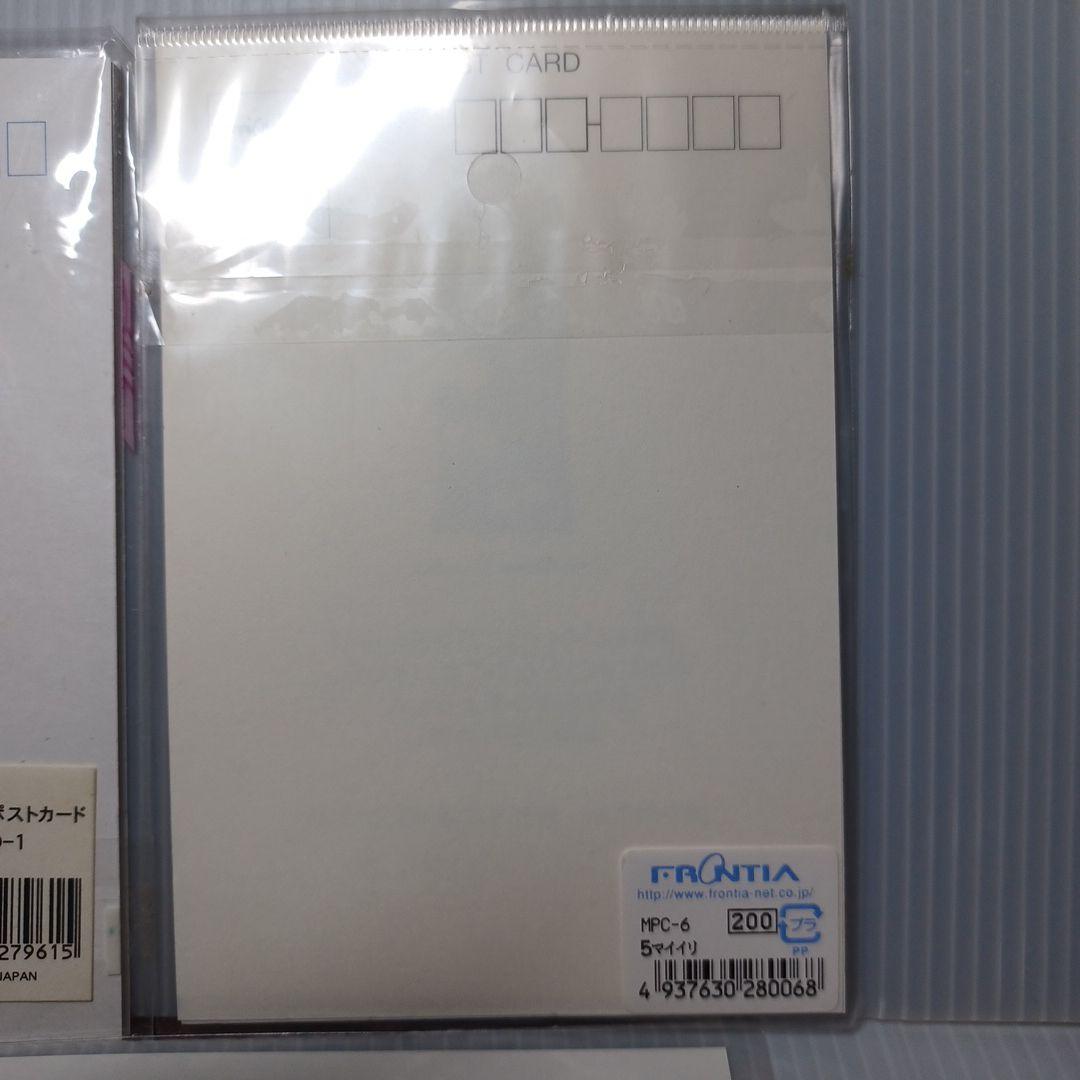 CARD
ポストカード
-1
279615
JAPAN
FRONTIA
http://www.frontia-net.co.jp/
MPC-6
200
プラ
5マイイリ
PP
4 937630 280068